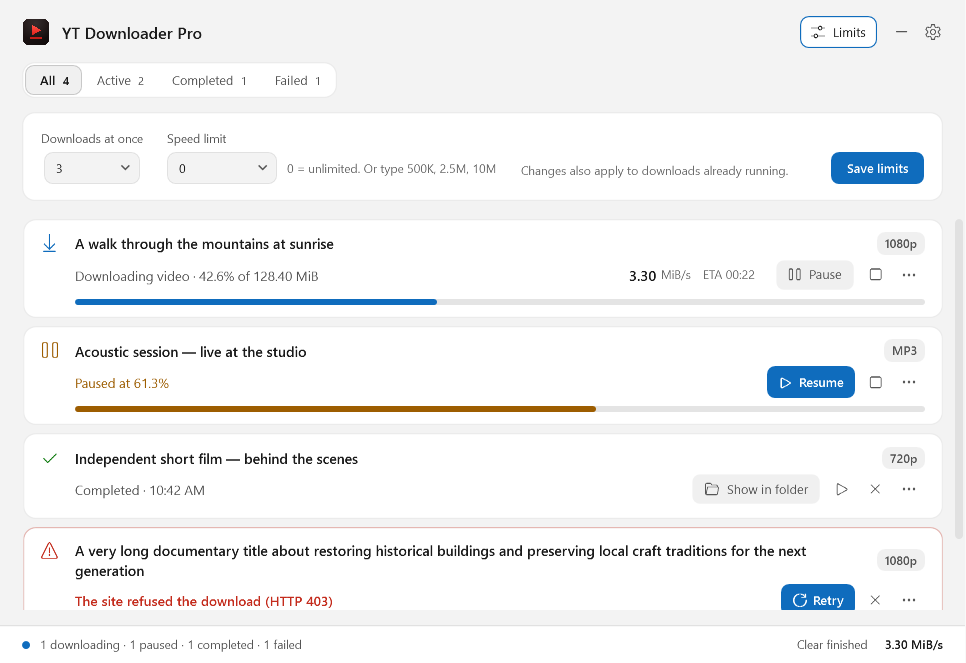 YT Downloader Pro
Limits
All 4
Active 2
Completed 1
Failed 1
Downloads at once
Speed limit
3
0
0 = unlimited. Or type 500K, 2.5M, 10M
Changes also apply to downloads already running.
Save limits
A walk through the mountains at sunrise
1080p
Downloading video · 42.6% of 128.40 MiB
3.30 MiB/s
ETA 00:22
Pause
Acoustic session — live at the studio
MP3
Paused at 61.3%
Resume
Independent short film — behind the scenes
720p
Completed · 10:42 AM
Show in folder
A very long documentary title about restoring historical buildings and preserving local craft traditions for the next
generation
1080p
The site refused the download (HTTP 403)
Retry
1 downloading · 1 paused · 1 completed · 1 failed
Clear finished
3.30 MiB/s